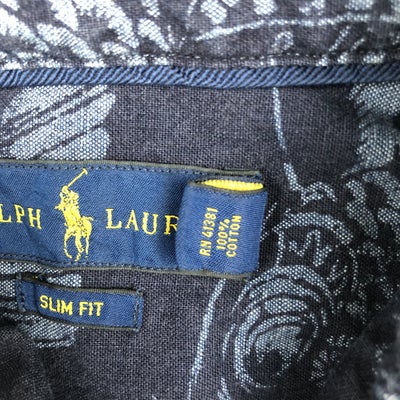 LPH LAUR
RN 41381
100%
COTTON
SLIM FIT